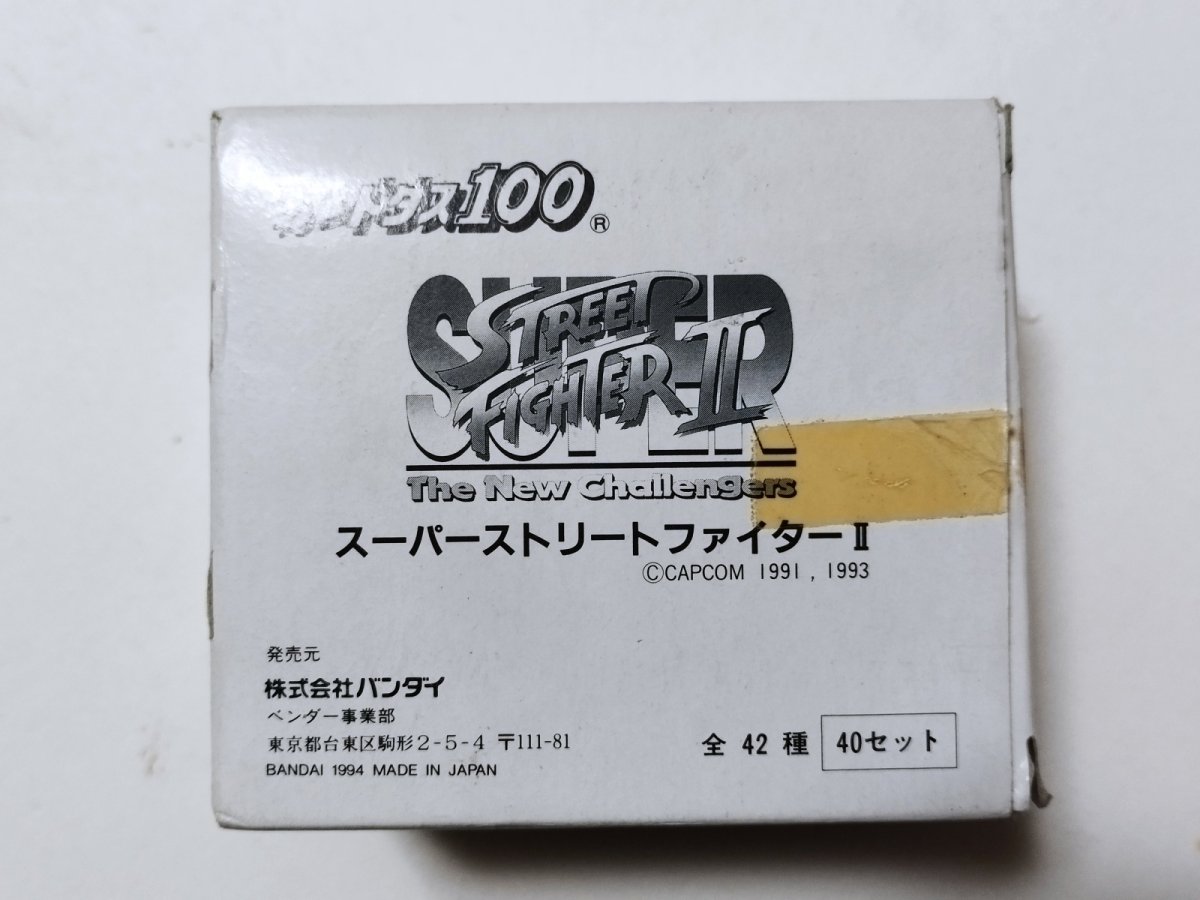 カードダス100®
SUPER
STREET
FIGHTER II
The New Challengers
スーパーストリートファイターⅡ
©CAPCOM 1991, 1993
発売元
株式会社バンダイ
ベンダー事業部
東京都台東区駒形2-5-4 〒111-81
BANDAI 1994 MADE IN JAPAN
全 42 種 40セット